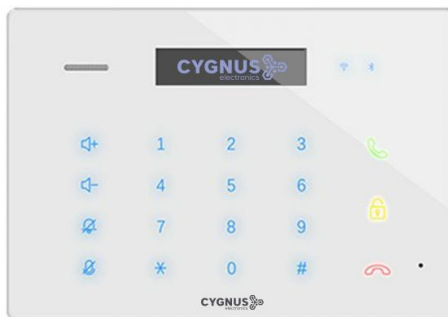 CYGNUS
electronics
1 2 3
4 5 6
7 8 9
* 0 #
CYGNUS
electronics